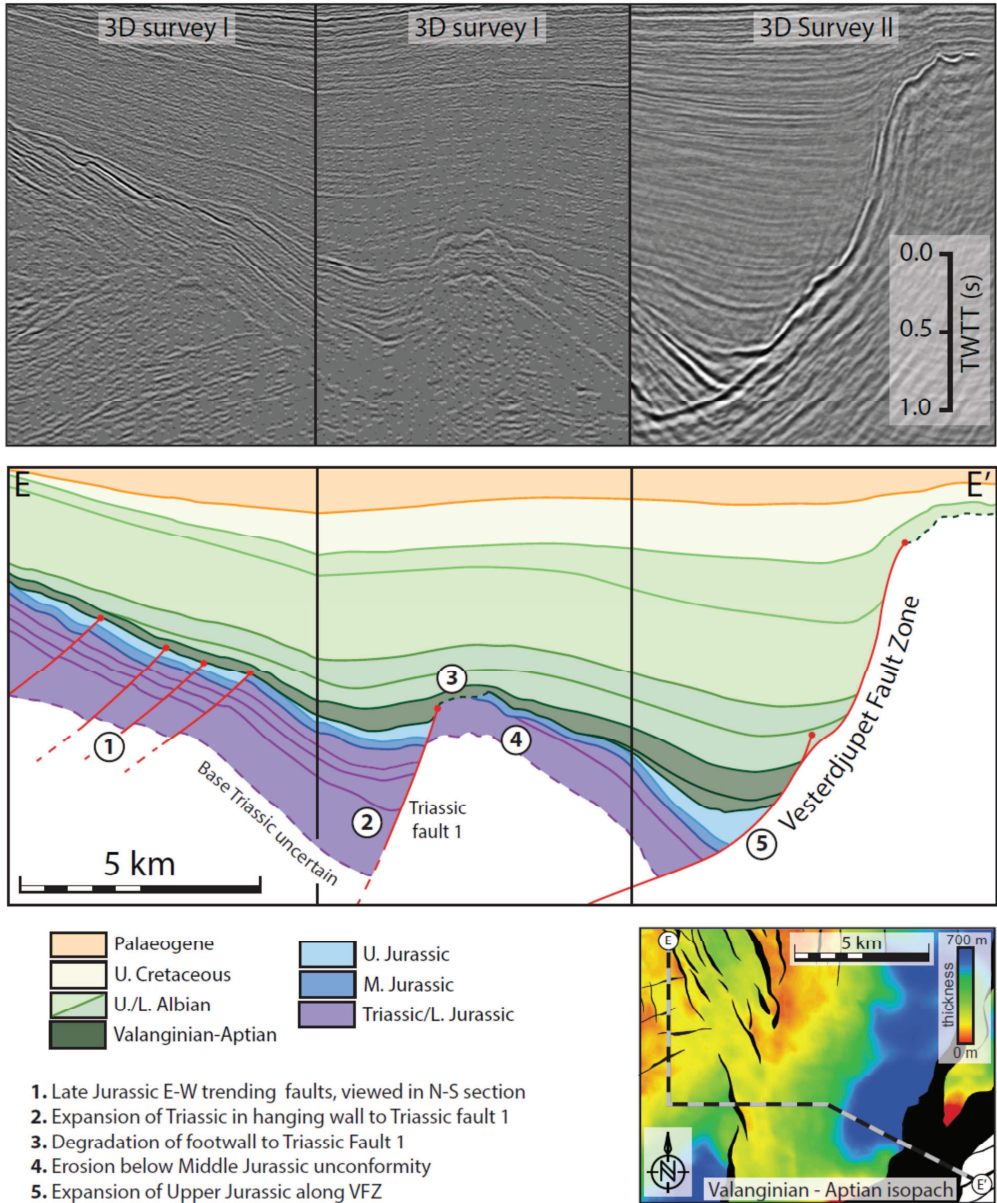 3D survey I
3D survey I
3D Survey II
0.0
0.5
1.0
TWTT (s)
E
E'
3
1
4
2
5
Base Triassic uncertain
Triassic
fault 1
Vesterdjupet Fault Zone
5 km
Palaeogene
U. Cretaceous
U./L. Albian
Valanginian-Aptian
U. Jurassic
M. Jurassic
Triassic/L. Jurassic
1. Late Jurassic E-W trending faults, viewed in N-S section
2. Expansion of Triassic in hanging wall to Triassic fault 1
3. Degradation of footwall to Triassic Fault 1
4. Erosion below Middle Jurassic unconformity
5. Expansion of Upper Jurassic along VFZ
E
5 km
700 m
thickness
0 m
N
Valanginian - Aptian isopach
E'